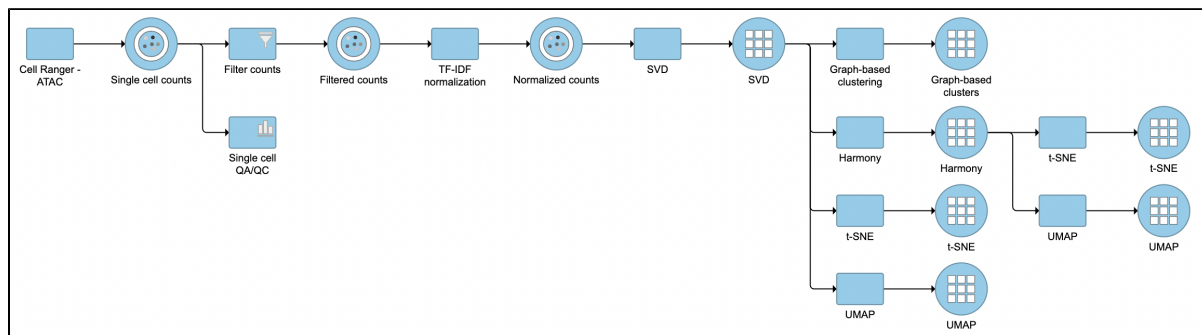 Cell Ranger -
ATAC
Single cell counts
Filter counts
Filtered counts
TF-IDF
normalization
Normalized counts
SVD
SVD
Graph-based
clustering
Graph-based
clusters
Single cell
QA/QC
Harmony
Harmony
t-SNE
t-SNE
t-SNE
t-SNE
UMAP
UMAP
UMAP
UMAP